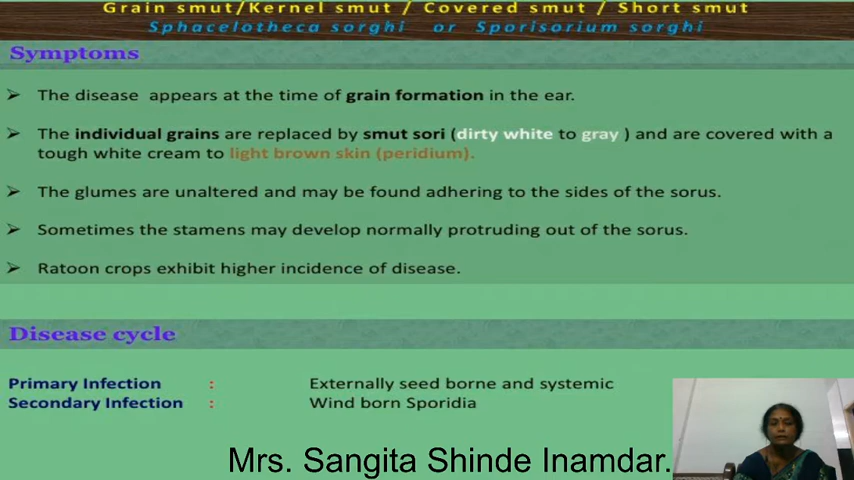 Grain smut/Kernel smut / Covered smut / Short smut
Sphacelotheca sorghi or Sporisorium sorghi
Symptoms
➢ The disease appears at the time of grain formation in the ear.
➢ The individual grains are replaced by smut sori (dirty white to gray ) and are covered with a
tough white cream to light brown skin (peridium).
➢ The glumes are unaltered and may be found adhering to the sides of the sorus.
➢ Sometimes the stamens may develop normally protruding out of the sorus.
➢ Ratoon crops exhibit higher incidence of disease.
Disease cycle
Primary Infection : Externally seed borne and systemic
Secondary Infection : Wind born Sporidia
Mrs. Sangita Shinde Inamdar.